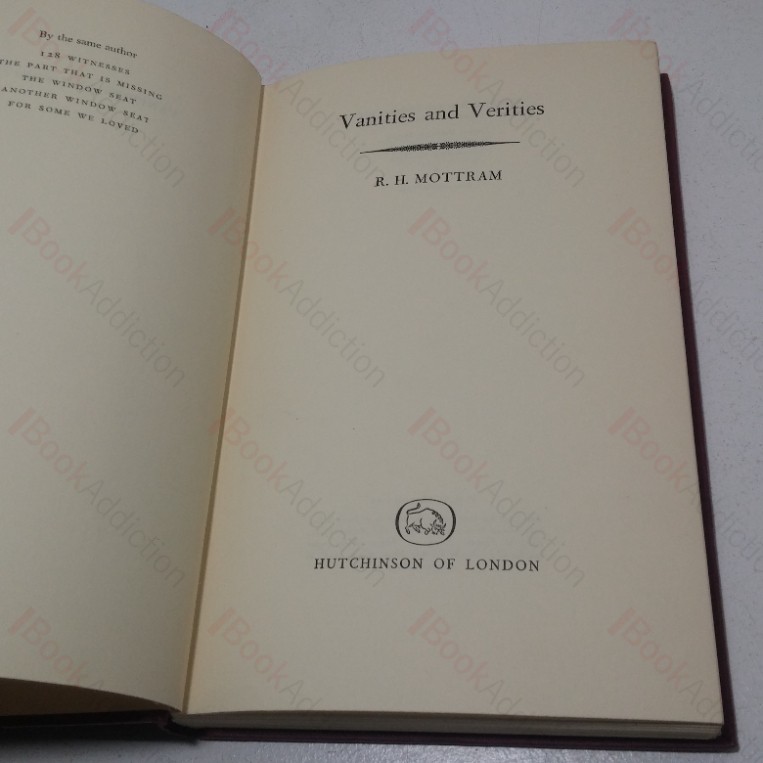 By the same author
128 WITNESSES
THE PART THAT IS MISSING
THE WINDOW SEAT
ANOTHER WINDOW SEAT
FOR SOME WE LOVED
Vanities and Verities
R. H. MOTTRAM
HUTCHINSON OF LONDON
BookAddiction